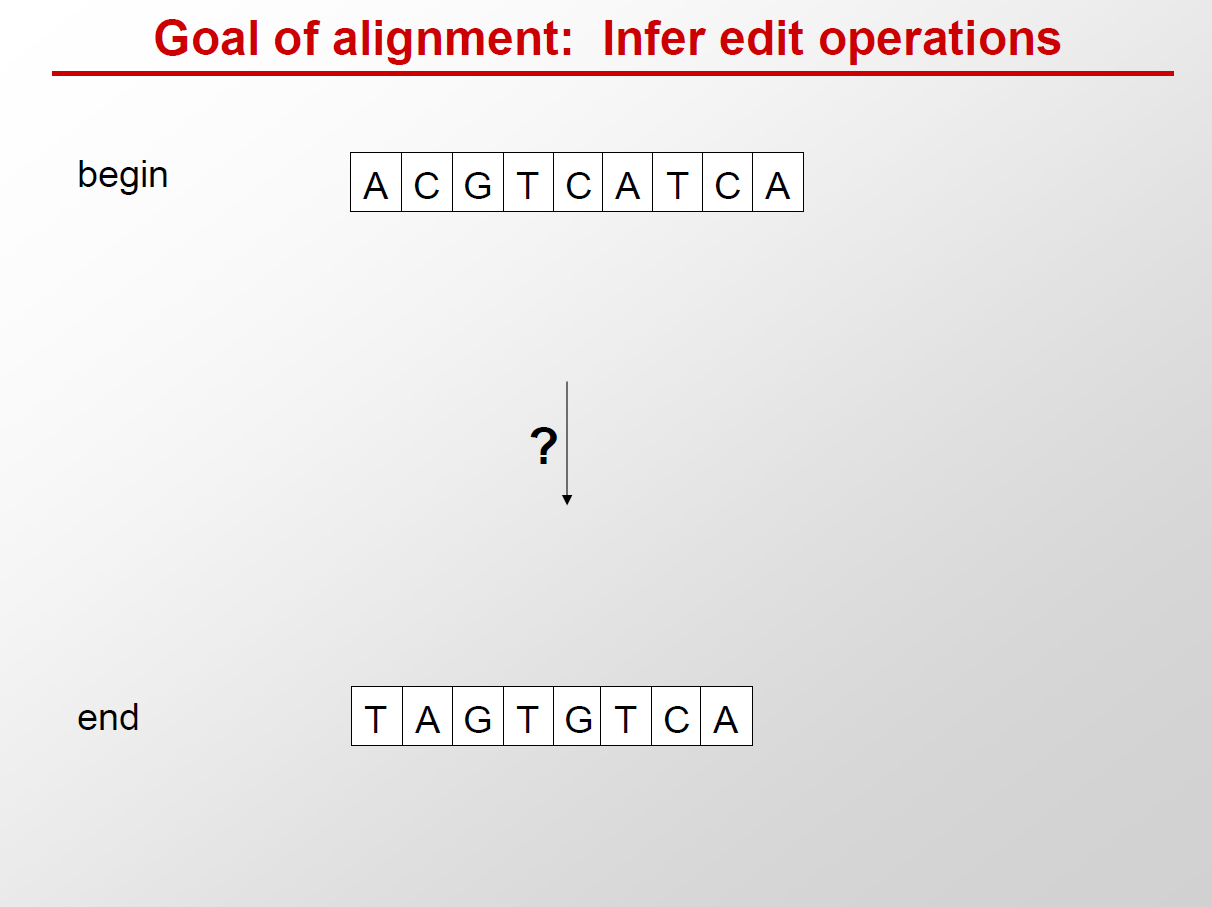 Goal of alignment: Infer edit operations
begin
A C G T C A T C A
?
end
T A G T G T C A